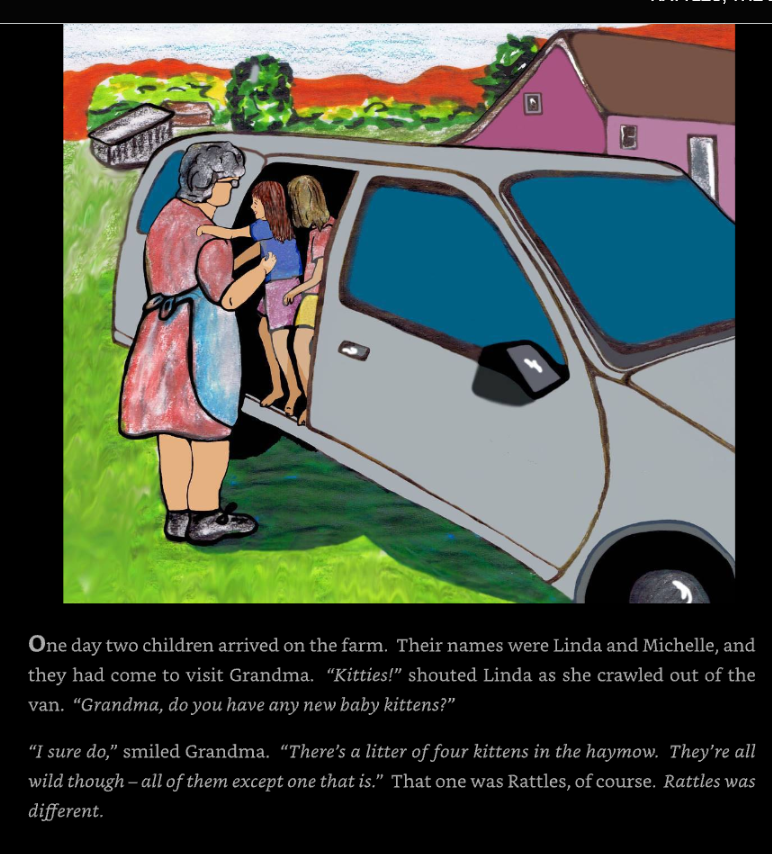 One day two children arrived on the farm.  Their names were Linda and Michelle, and
they had come to visit Grandma.  “Kitties!” shouted Linda as she crawled out of the
van.  “Grandma, do you have any new baby kittens?”
“I sure do,” smiled Grandma.  “There’s a litter of four kittens in the haymow.  They’re all
wild though – all of them except one that is.”  That one was Rattles, of course.  Rattles was
different.